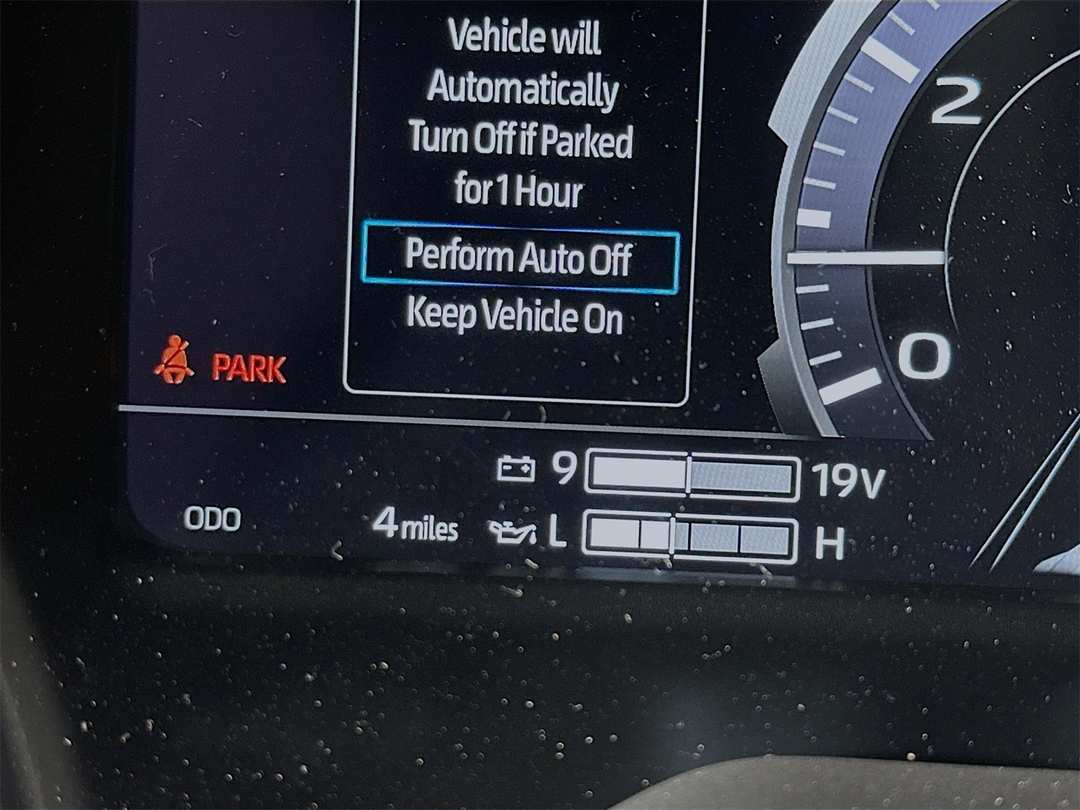 Vehicle will
Automatically
Turn Off if Parked
for 1 Hour
Perform Auto Off
Keep Vehicle On
2
0
PARK
9 19V
ODO 4 miles L H